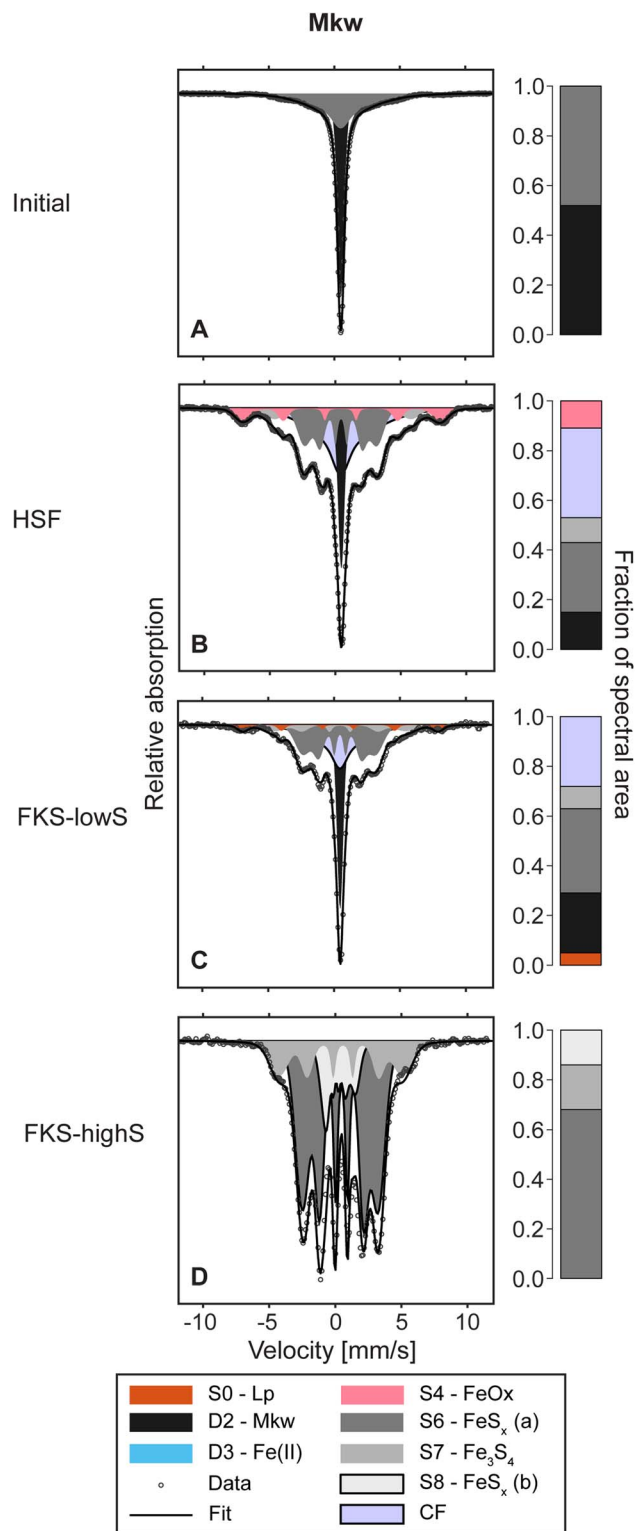 Mkw
Initial
A
1.0
0.8
0.6
0.4
0.2
0.0
HSF
B
1.0
0.8
0.6
0.4
0.2
0.0
Relative absorption
Fraction of spectral area
FKS-lowS
C
1.0
0.8
0.6
0.4
0.2
0.0
FKS-highS
D
1.0
0.8
0.6
0.4
0.2
0.0
-10 -5 0 5 10
Velocity [mm/s]
S0 - Lp S4 - FeOx
D2 - Mkw S6 - FeSₓ (a)
D3 - Fe(II) S7 - Fe₃S₄
Data S8 - FeSₓ (b)
Fit CF